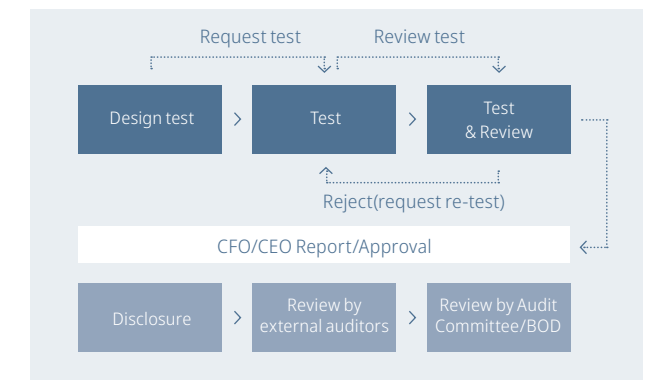 Request test
Review test
Design test
Test
Test
& Review
Reject(request re-test)
CFO/CEO Report/Approval
Disclosure
Review by
external auditors
Review by Audit
Committee/BOD